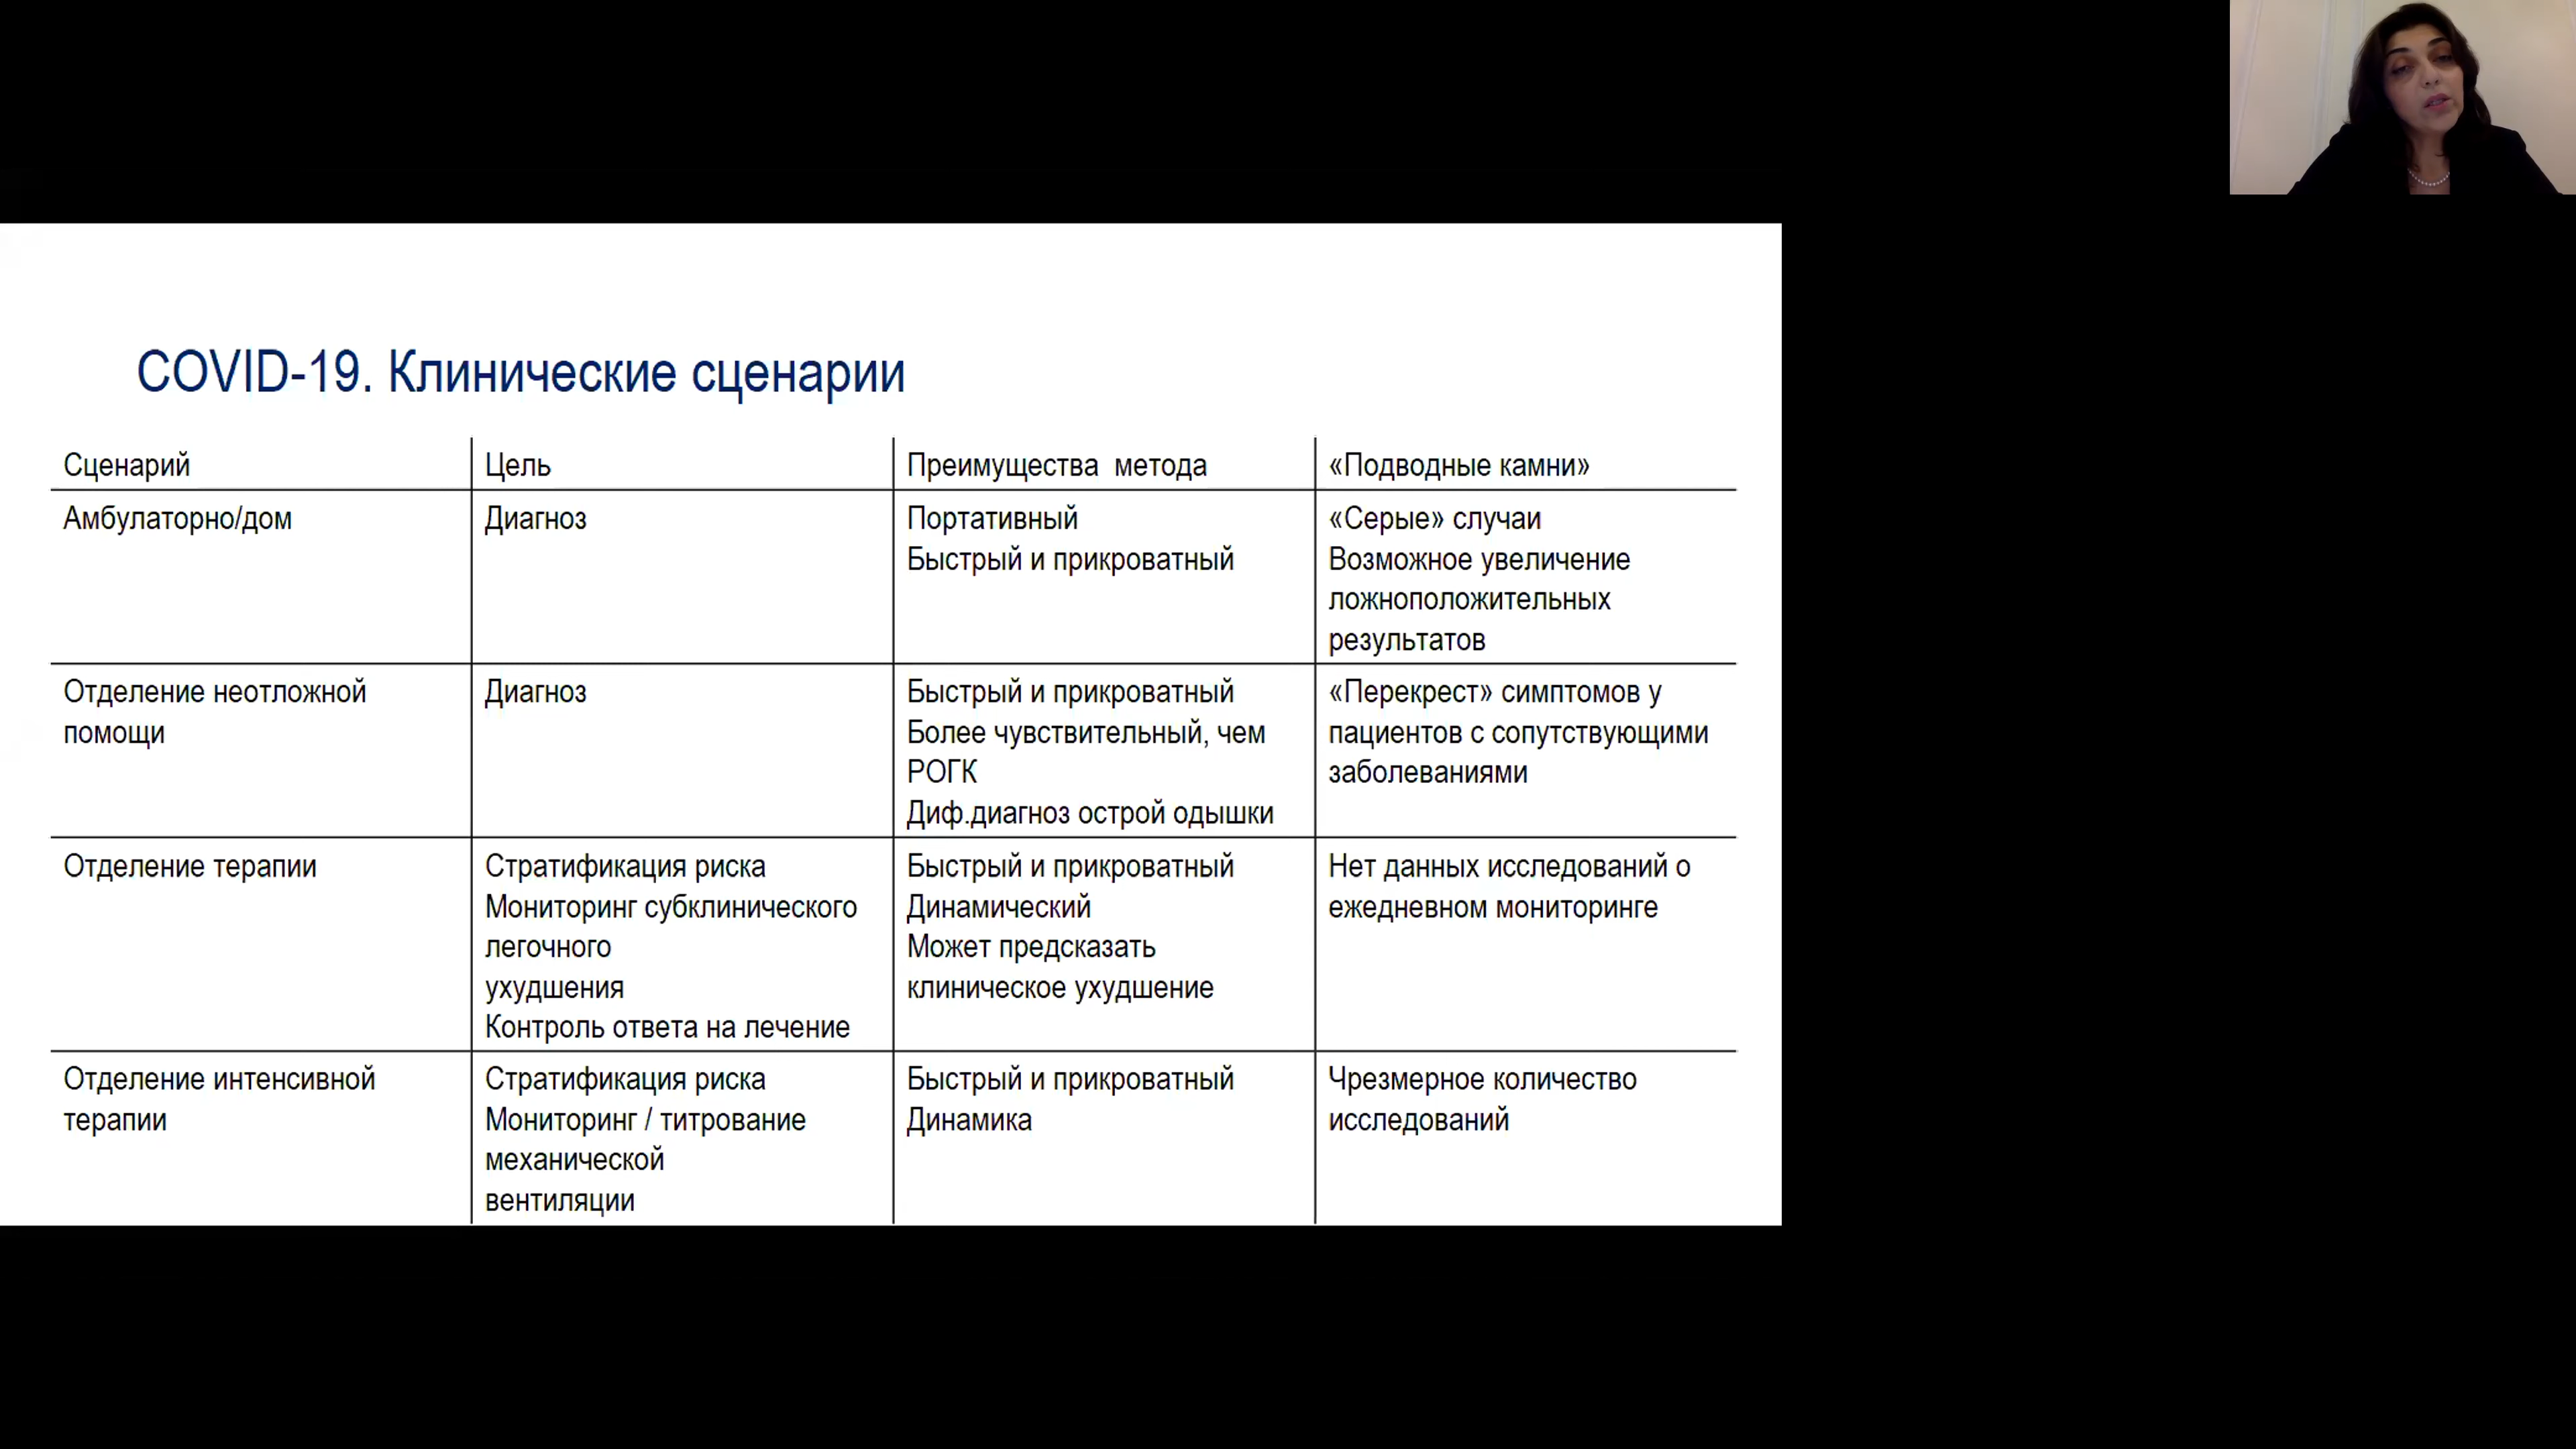 COVID-19. Клинические сценарии
Сценарий
Цель
Преимущества метода
«Подводные камни»
Амбулаторно/дом
Диагноз
Портативный
Быстрый и прикроватный
«Серые» случаи
Возможное увеличение
ложноположительных
результатов
Отделение неотложной
помощи
Диагноз
Быстрый и прикроватный
Более чувствительный, чем
РОГК
Диф.диагноз острой одышки
«Перекрест» симптомов у
пациентов с сопутствующими
заболеваниями
Отделение терапии
Стратификация риска
Мониторинг субклинического
легочного
ухудшения
Контроль ответа на лечение
Быстрый и прикроватный
Динамический
Может предсказать
клиническое ухудшение
Нет данных исследований о
ежедневном мониторинге
Отделение интенсивной
терапии
Стратификация риска
Мониторинг / титрование
механической
вентиляции
Быстрый и прикроватный
Динамика
Чрезмерное количество
исследований